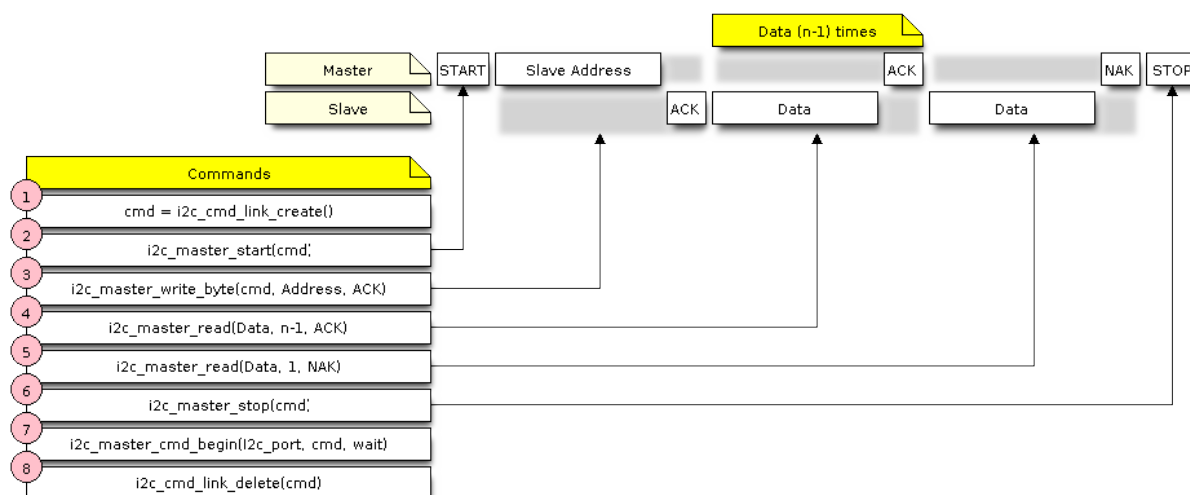 Data (n-1) times
Master START Slave Address ACK NAK STOP
Slave ACK Data Data
Commands
1
cmd = i2c_cmd_link_create()
2
i2c_master_start(cmd;
3
i2c_master_write_byte(cmd, Address, ACK)
4
i2c_master_read(Data, n-1, ACK)
5
i2c_master_read(Data, 1, NAK)
6
i2c_master_stop(cmd;
7
i2c_master_cmd_begin(I2c_port, cmd, wait)
8
i2c_cmd_link_delete(cmd)